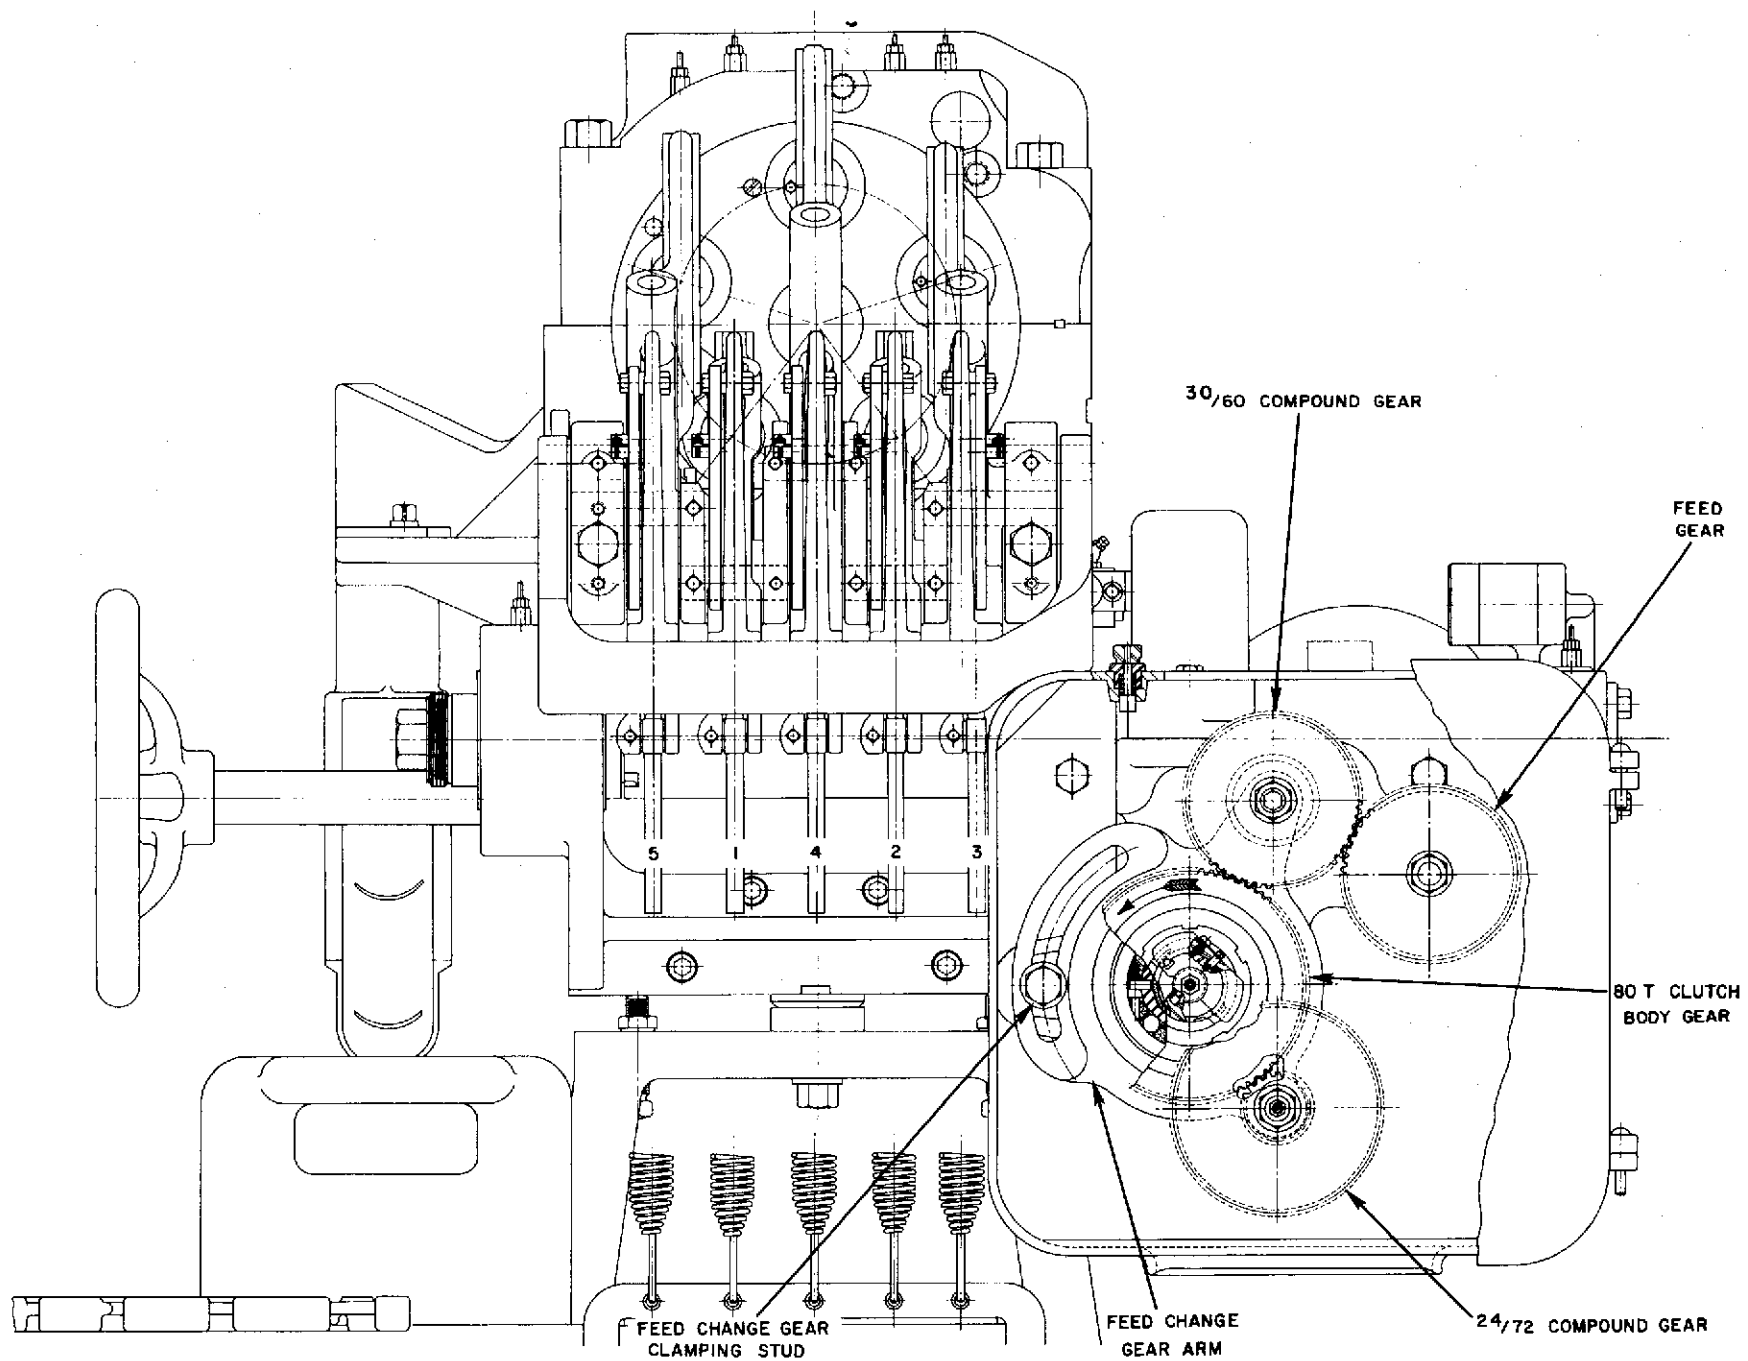 30/60 COMPOUND GEAR
FEED
GEAR
5 1 4 2 3
80 T CLUTCH
BODY GEAR
FEED CHANGE GEAR
CLAMPING STUD
FEED CHANGE
GEAR ARM
24/72 COMPOUND GEAR